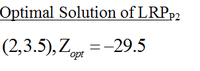 Optimal Solution of LRP_P2
(2,3.5), Z_opt = –29.5